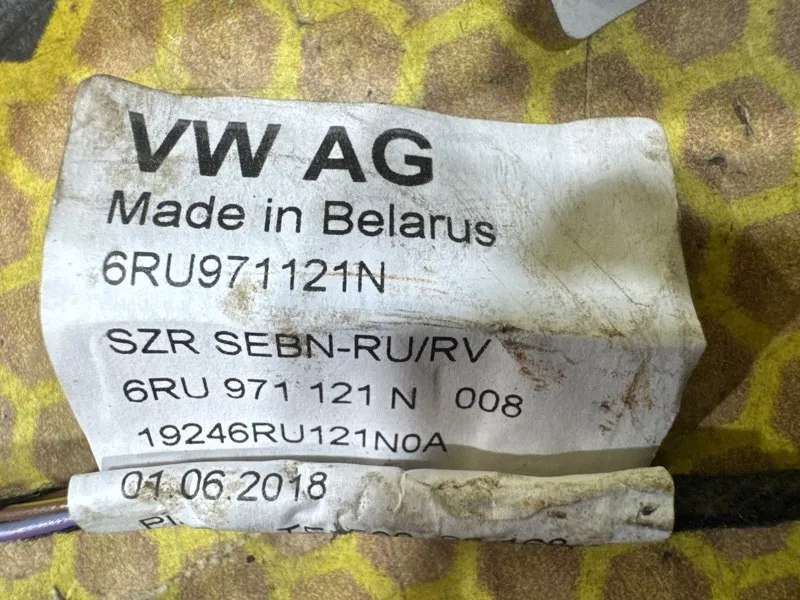 VW AG
Made in Belarus
6RU971121N
SZR SEBN-RU/RV
6RU 971 121 N 008
19246RU121N0A
01.06.2018